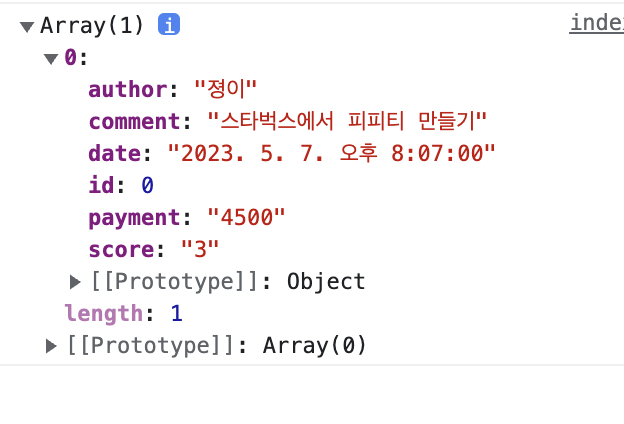 ▼Array(1) i
inde
▼0:
author: "졍이"
comment: "스타벅스에서 피피티 만들기"
date: "2023. 5. 7. 오후 8:07:00"
id: 0
payment: "4500"
score: "3"
▶[[Prototype]]: Object
length: 1
▶[[Prototype]]: Array(0)